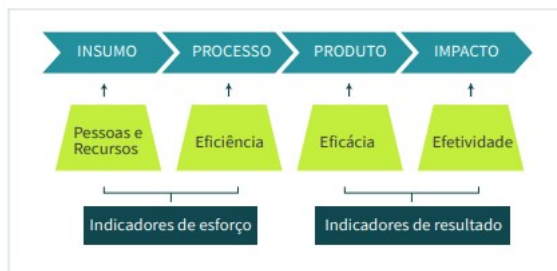 INSUMO
PROCESSO
PRODUTO
IMPACTO
Pessoas e
Recursos
Eficiência
Eficácia
Efetividade
Indicadores de esforço
Indicadores de resultado